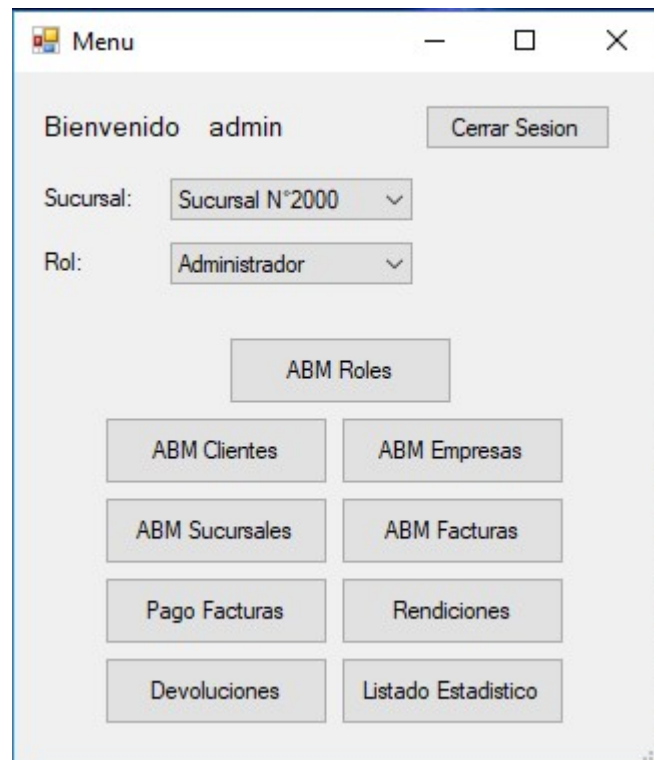 Menu
Bienvenido admin Cerrar Sesion
Sucursal: Sucursal N°2000
Rol: Administrador
ABM Roles
ABM Clientes ABM Empresas
ABM Sucursales ABM Facturas
Pago Facturas Rendiciones
Devoluciones Listado Estadistico